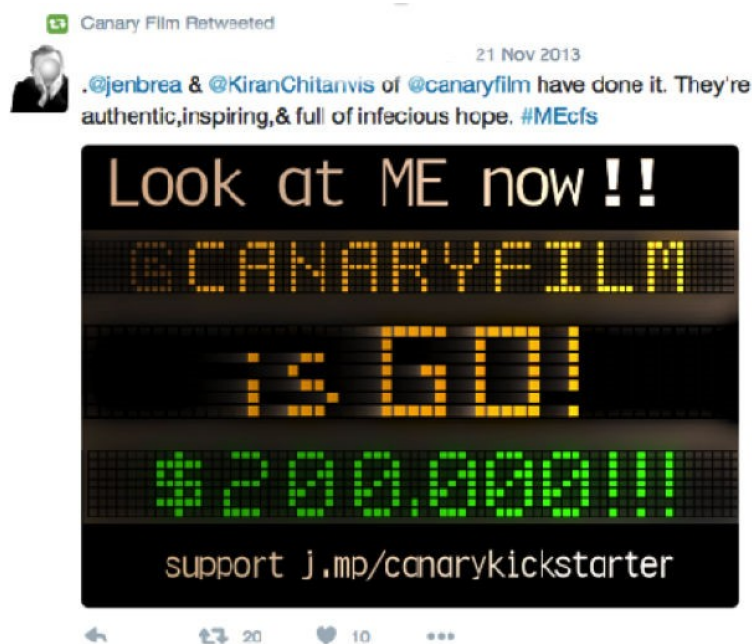 Canary Film Retweeted
21 Nov 2013
.@jenbrea & @KiranChitanvis of @canaryfilm have done it. They're
authentic,inspiring,& full of infecious hope. #MEcfs
Look at ME now!!
@CANARYFILM
is GO!
$200,000!!!
support j.mp/canarykickstarter
20
10